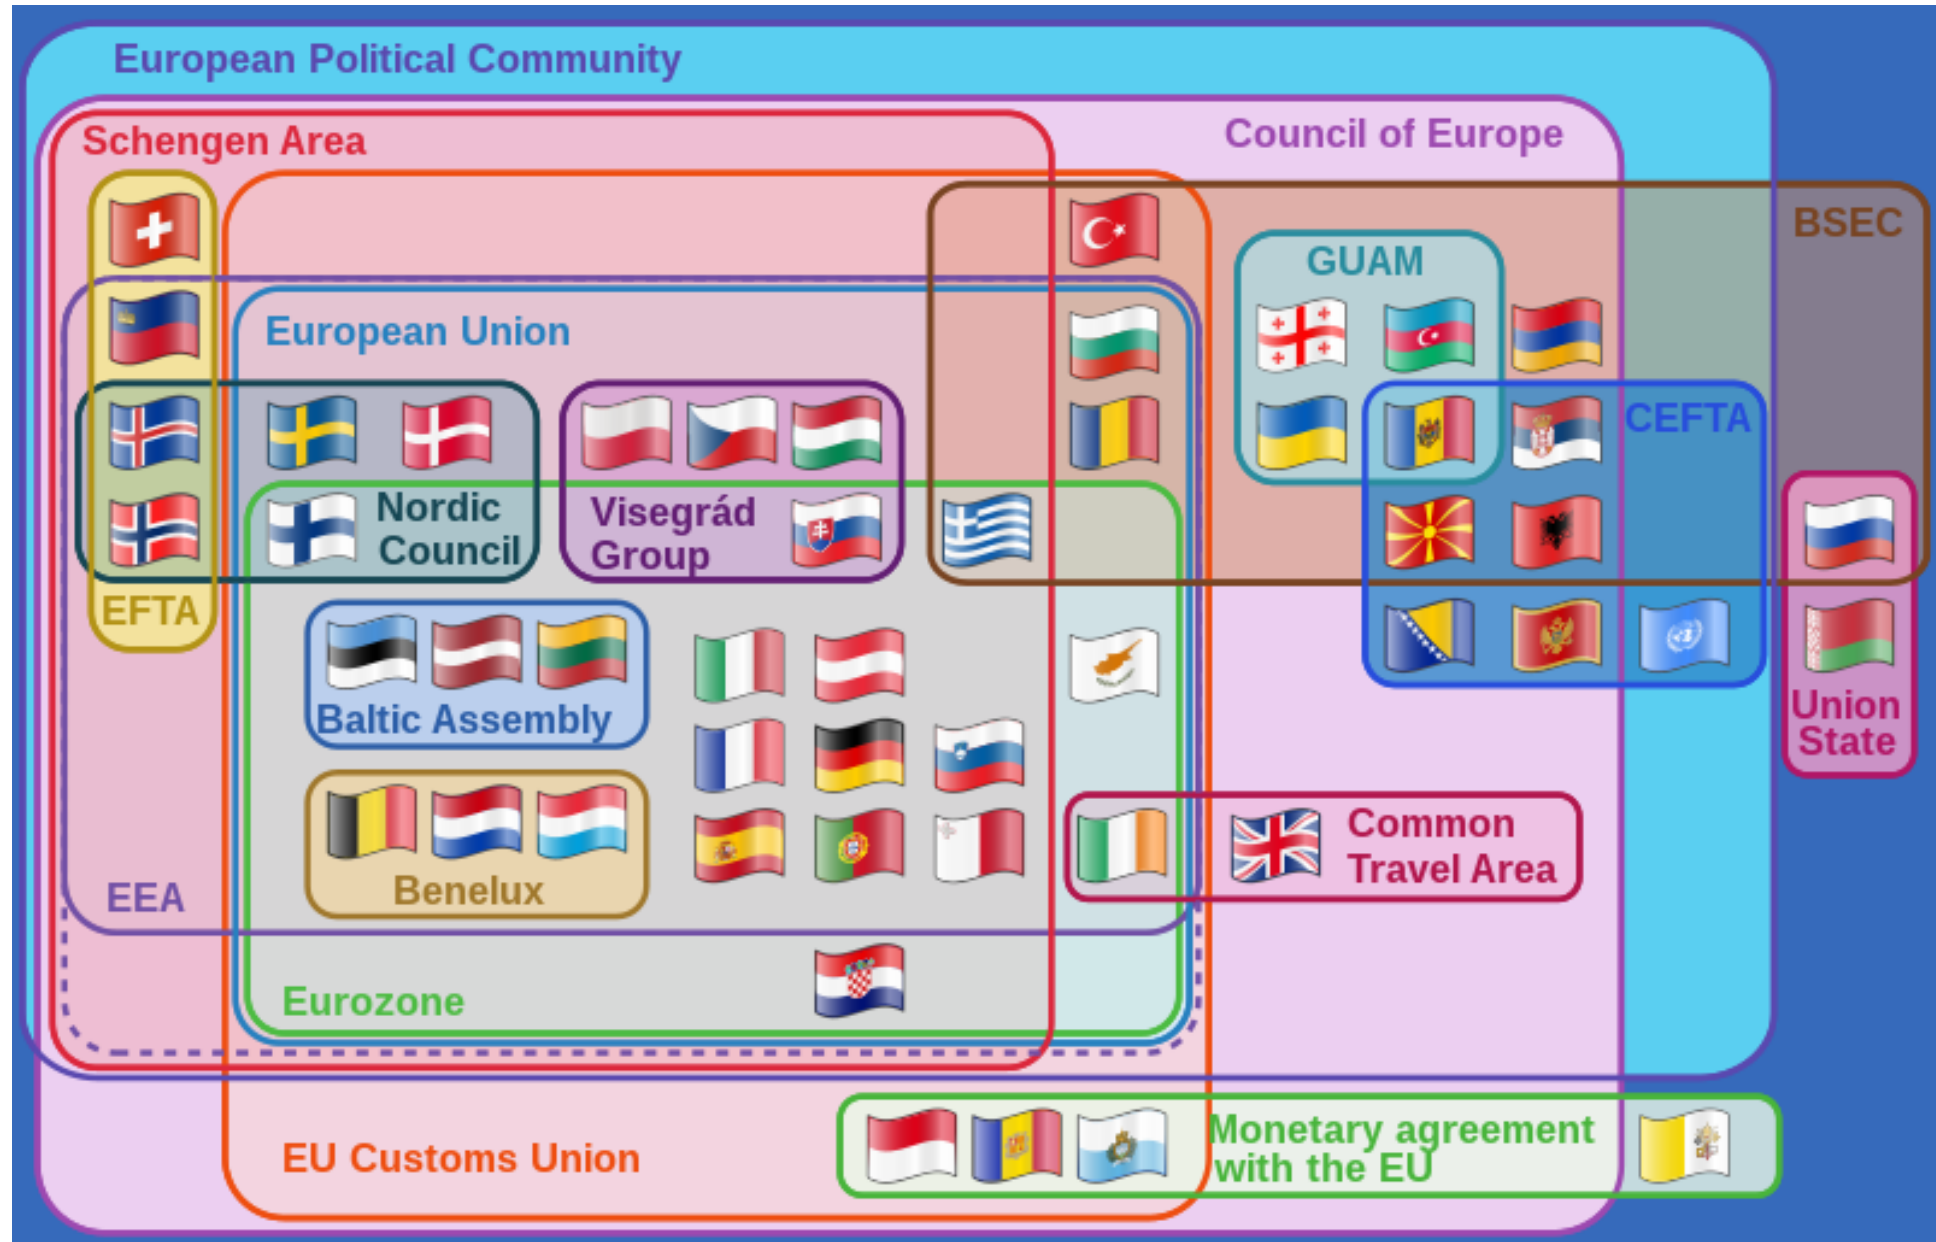 European Political Community
Schengen Area
Council of Europe
BSEC
GUAM
European Union
CEFTA
Nordic
Council
Visegrád
Group
EFTA
Baltic Assembly
Union
State
Common
Travel Area
Benelux
EEA
Eurozone
EU Customs Union
Monetary agreement
with the EU